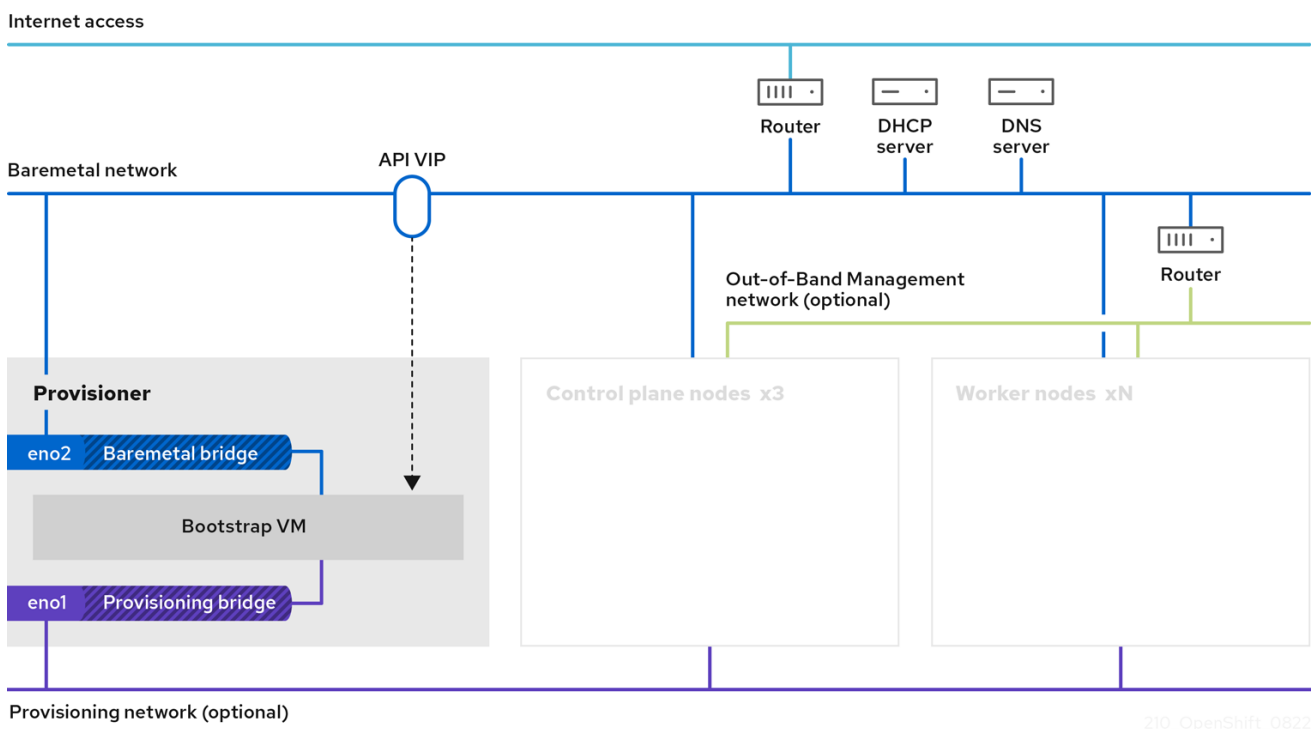 Internet access
Router
DHCP
server
DNS
server
API VIP
Baremetal network
Router
Out-of-Band Management
network (optional)
Provisioner
Control plane nodes x3
Worker nodes xN
eno2
Baremetal bridge
Bootstrap VM
eno1
Provisioning bridge
Provisioning network (optional)
210_OpenShift_0822